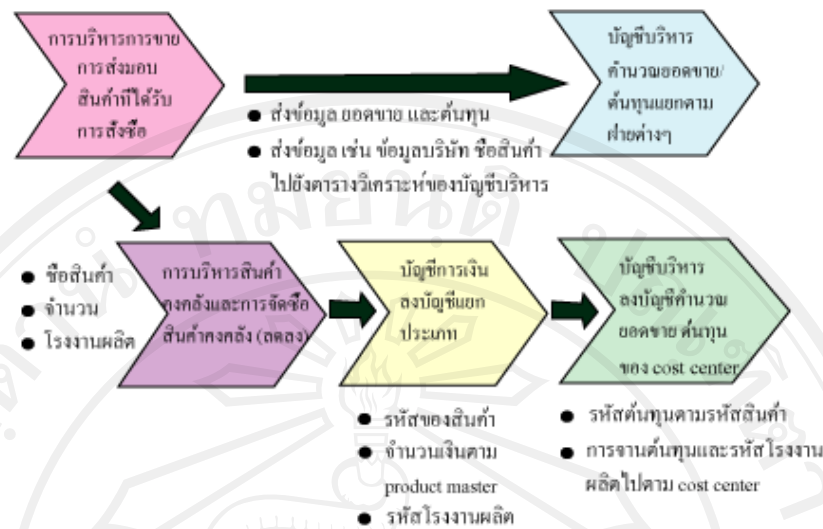 การบริหารการขาย
การส่งมอบ
สินค้าที่ได้รับ
การสั่งซื้อ
● ส่งข้อมูล ยอดขาย และต้นทุน
● ส่งข้อมูล เช่น ข้อมูลบริษัท ชื่อสินค้า
ไปยังตารางวิเคราะห์ของบัญชีบริหาร
บัญชีบริหาร
คำนวณยอดขาย/
ต้นทุนแยกตาม
ฝ่ายต่างๆ
● ชื่อสินค้า
● จำนวน
● โรงงานผลิต
การบริหารสินค้า
คงคลังและการจัดซื้อ
สินค้าคงคลัง (ลดลง)
บัญชีการเงิน
ลงบัญชีแยก
ประเภท
● รหัสของสินค้า
● จำนวนเงินตาม
product master
● รหัสโรงงานผลิต
บัญชีบริหาร
ลงบัญชีคำนวณ
ยอดขาย ต้นทุน
ของ cost center
● รหัสต้นทุนตามรหัสสินค้า
● การจานต้นทุนและรหัสโรงงาน
ผลิตไปตาม cost center